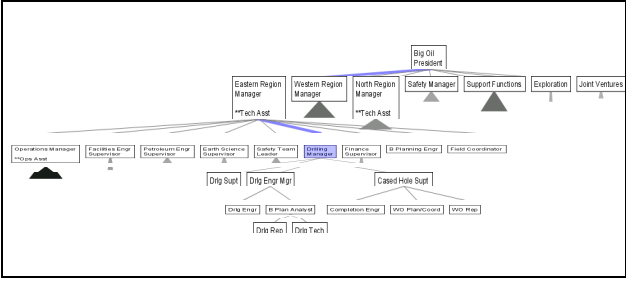 Big Oil
President
Eastern Region
Manager
**Tech Asst
Western Region
Manager
North Region
Manager
**Tech Asst
Safety Manager
Support Functions
Exploration
Joint Ventures
Operations Manager
**Ops Asst
Facilities Engr
Supervisor
Petroleum Engr
Supervisor
Earth Science
Supervisor
Safety Team
Leader
Drilling
Manager
Finance
Supervisor
B Planning Engr
Field Coordinator
Drlg Supt
Drlg Engr Mgr
Cased Hole Supt
Drlg Engr
B Plan Analyst
Completion Engr
WO Plan/Coord
WO Rep
Drlg Rep
Drlg Tech